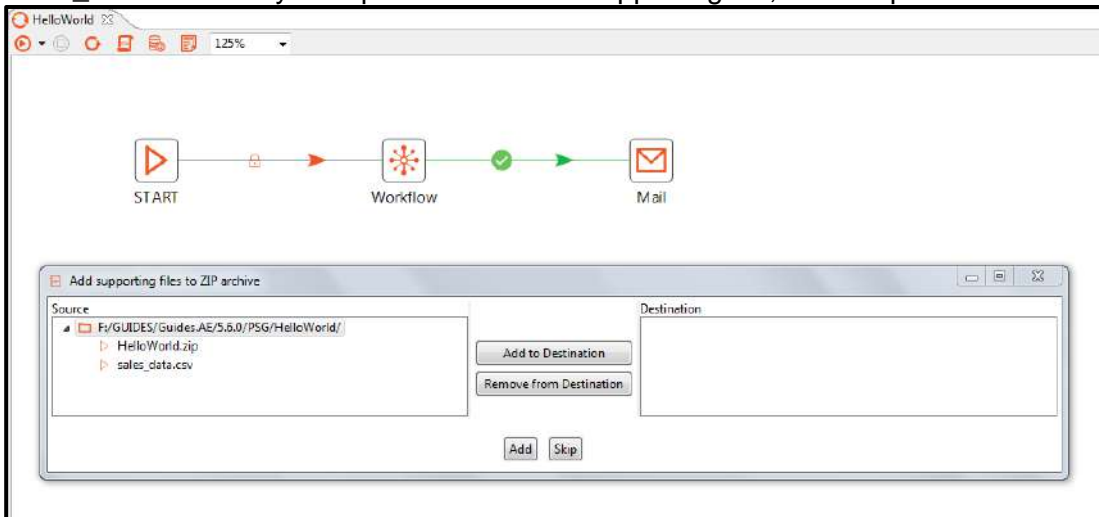 HelloWorld
125%
START
Workflow
Mail
Add supporting files to ZIP archive
Source
Destination
F:/GUIDES/Guides.AE/5.6.0/PSG/HelloWorld/
HelloWorld.zip
sales_data.csv
Add to Destination
Remove from Destination
Add Skip